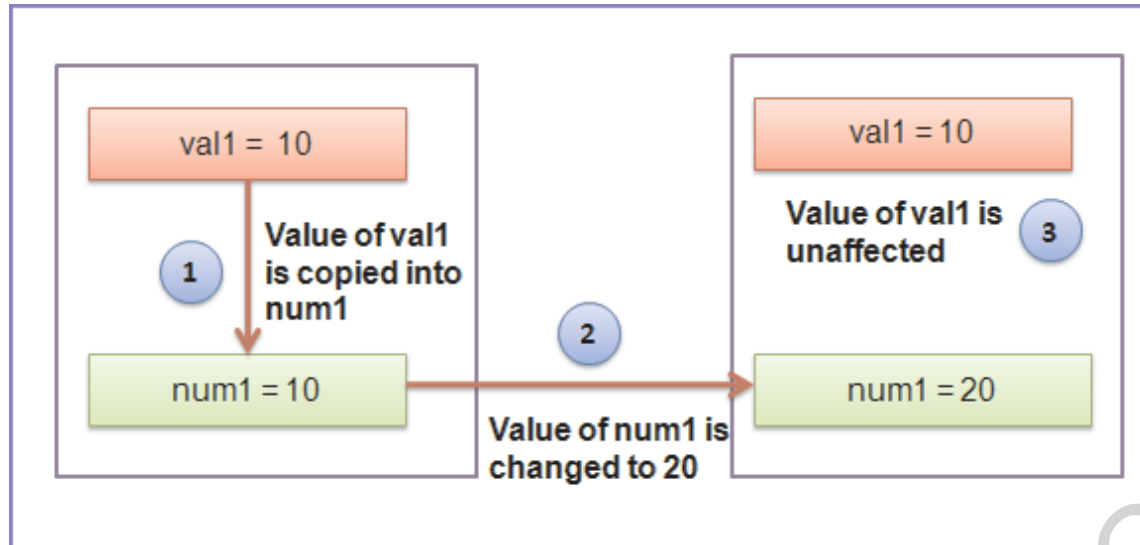 val1 = 10
1
Value of val1
is copied into
num1
num1 = 10
2
Value of num1 is
changed to 20
val1 = 10
Value of val1 is
unaffected
3
num1 = 20